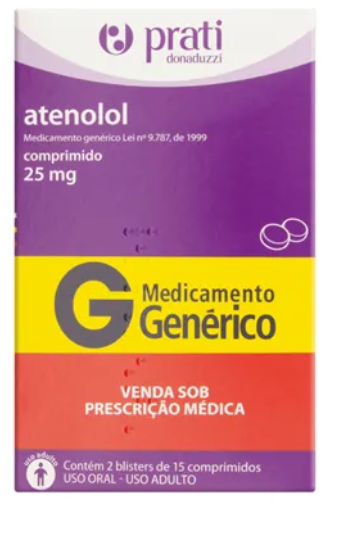 prati
donaduzzi
atenolol
Medicamento genérico Lei nº 9.787, de 1999
comprimido
25 mg
G Medicamento
Genérico
VENDA SOB
PRESCRIÇÃO MÉDICA
uso adulto
Contém 2 blisters de 15 comprimidos
USO ORAL - USO ADULTO